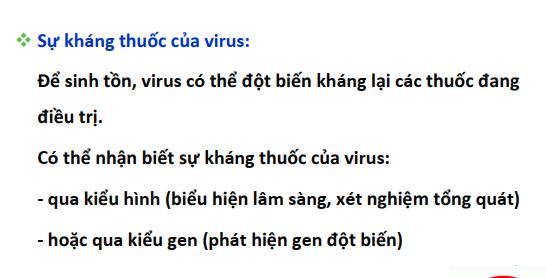 Sự kháng thuốc của virus:
Để sinh tồn, virus có thể đột biến kháng lại các thuốc đang
điều trị.
Có thể nhận biết sự kháng thuốc của virus:
- qua kiểu hình (biểu hiện lâm sàng, xét nghiệm tổng quát)
- hoặc qua kiểu gen (phát hiện gen đột biến)